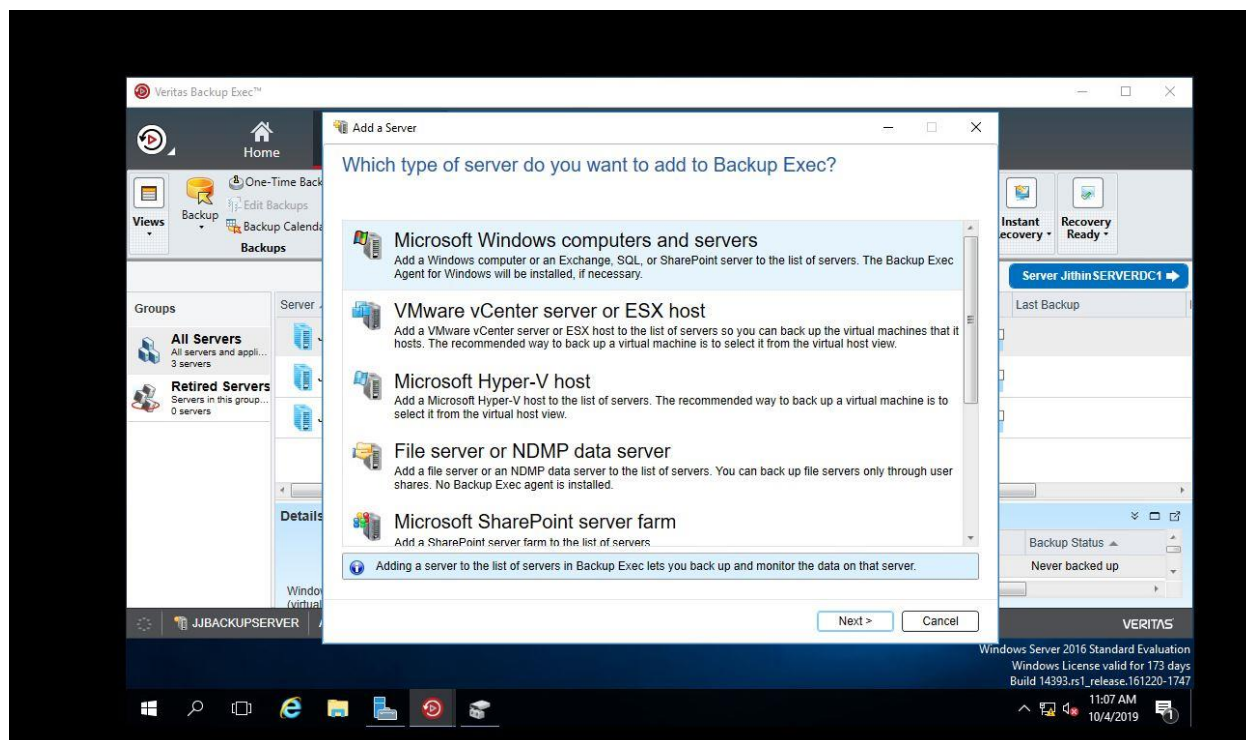 Veritas Backup Exec™
Home
Views
Backup
One-Time Back
Edit Backups
Backup Calenda
Backups
Instant
ecovery
Recovery
Ready
Server JithinSERVERDC1
Groups
All Servers
All servers and appli...
3 servers
Retired Servers
Servers in this group...
0 servers
Server
Last Backup
Details
Window
(virtual
Backup Status
Never backed up
Add a Server
Which type of server do you want to add to Backup Exec?
Microsoft Windows computers and servers
Add a Windows computer or an Exchange, SQL, or SharePoint server to the list of servers. The Backup Exec
Agent for Windows will be installed, if necessary.
VMware vCenter server or ESX host
Add a VMware vCenter server or ESX host to the list of servers so you can back up the virtual machines that it
hosts. The recommended way to back up a virtual machine is to select it from the virtual host view.
Microsoft Hyper-V host
Add a Microsoft Hyper-V host to the list of servers. The recommended way to back up a virtual machine is to
select it from the virtual host view.
File server or NDMP data server
Add a file server or an NDMP data server to the list of servers. You can back up file servers only through user
shares. No Backup Exec agent is installed.
Microsoft SharePoint server farm
Add a SharePoint server farm to the list of servers
Adding a server to the list of servers in Backup Exec lets you back up and monitor the data on that server.
Next >
Cancel
JJBACKUPSERVER
VERITAS
Windows Server 2016 Standard Evaluation
Windows License valid for 173 days
Build 14393.rs1_release.161220-1747
11:07 AM
10/4/2019
1